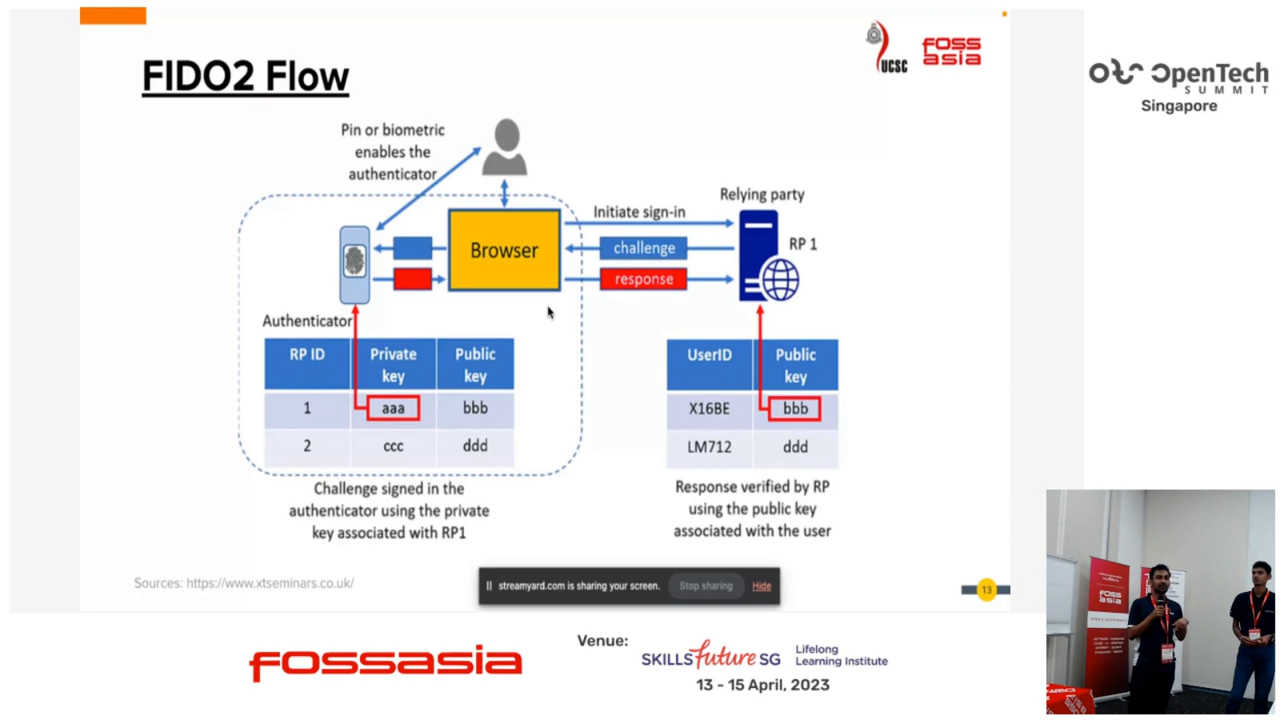 FIDO2 Flow
UCSC
FOSS
asia
OpenTech
SUMMIT
Singapore
Pin or biometric
enables the
authenticator
Relying party
Initiate sign-in
Browser
challenge
RP 1
response
Authenticator
RP ID
Private
key
Public
key
1
aaa
bbb
2
ccc
ddd
UserID
Public
key
X16BE
bbb
LM712
ddd
Challenge signed in the
authenticator using the private
key associated with RP1
Response verified by RP
using the public key
associated with the user
Sources: https://www.xtseminars.co.uk/
streamyard.com is sharing your screen.
Stop sharing
Hide
13
FOSS
asia
fossasia
Venue:
SKILLS future SG
Lifelong
Learning Institute
13 - 15 April, 2023